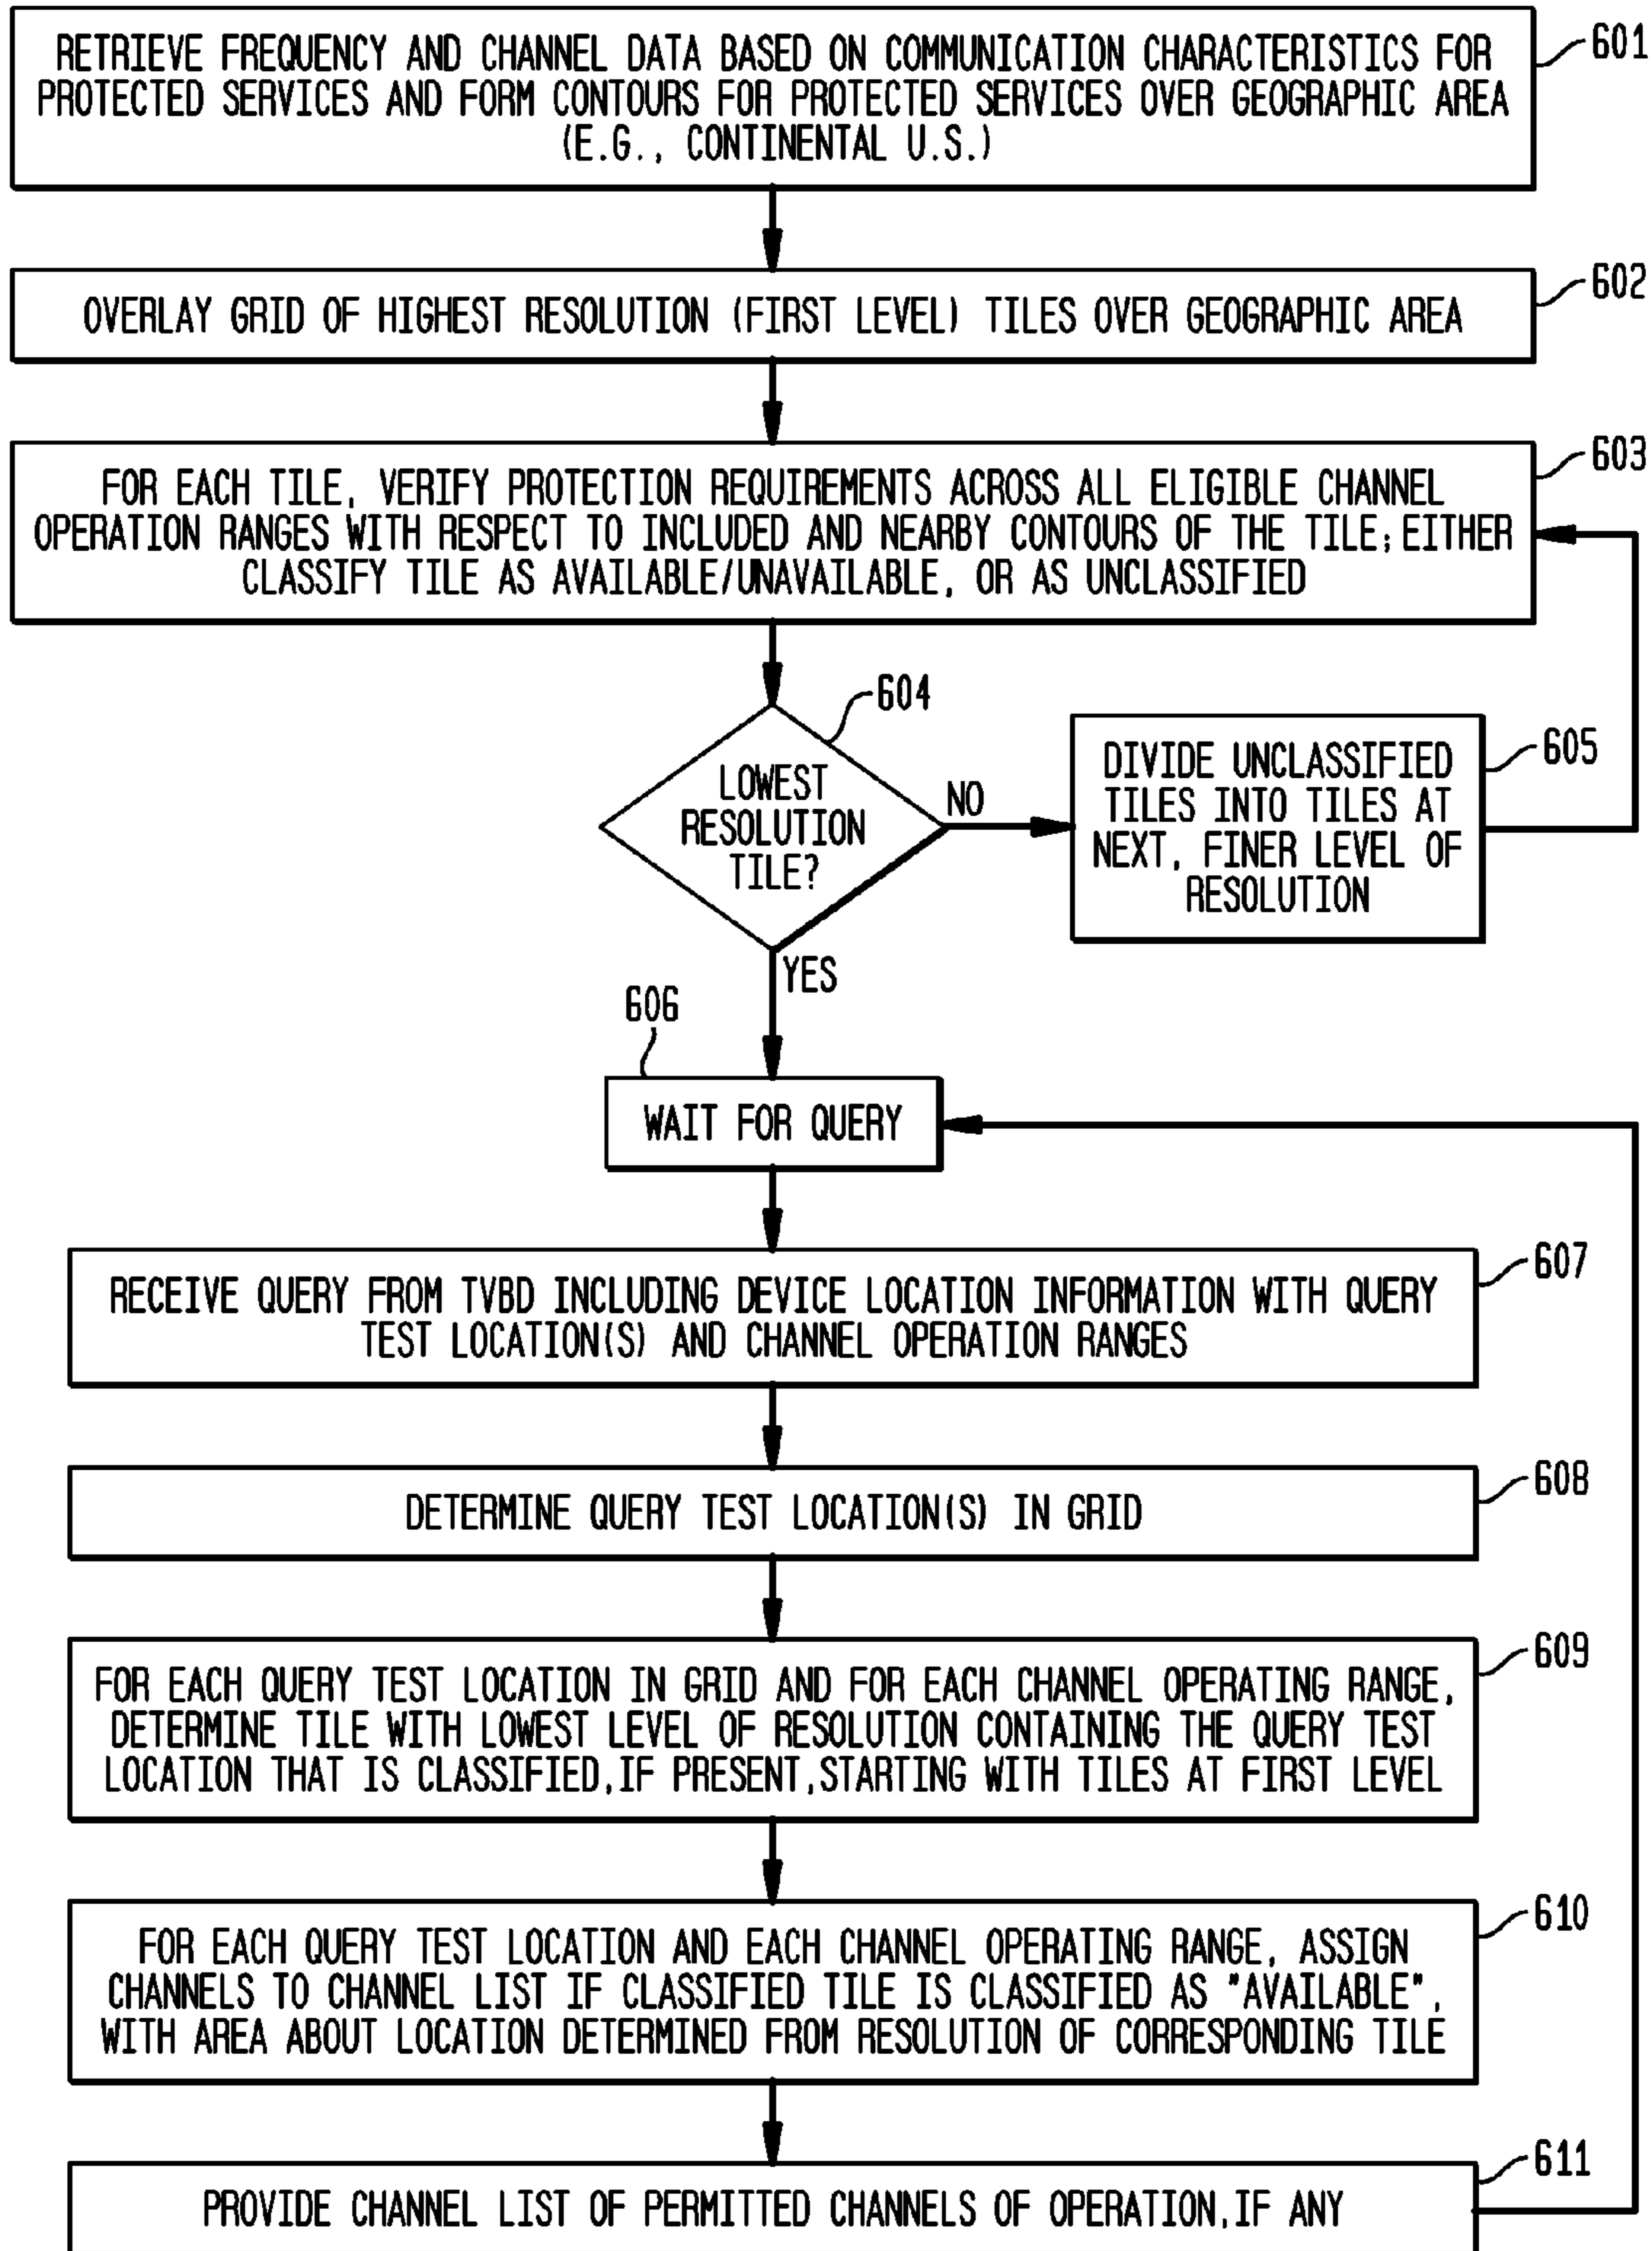 RETRIEVE FREQUENCY AND CHANNEL DATA BASED ON COMMUNICATION CHARACTERISTICS FOR
PROTECTED SERVICES AND FORM CONTOURS FOR PROTECTED SERVICES OVER GEOGRAPHIC AREA
(E.G., CONTINENTAL U.S.)
601
OVERLAY GRID OF HIGHEST RESOLUTION (FIRST LEVEL) TILES OVER GEOGRAPHIC AREA
602
FOR EACH TILE, VERIFY PROTECTION REQUIREMENTS ACROSS ALL ELIGIBLE CHANNEL
OPERATION RANGES WITH RESPECT TO INCLUDED AND NEARBY CONTOURS OF THE TILE; EITHER
CLASSIFY TILE AS AVAILABLE/UNAVAILABLE, OR AS UNCLASSIFIED
603
604
LOWEST
RESOLUTION
TILE?
NO
DIVIDE UNCLASSIFIED
TILES INTO TILES AT
NEXT, FINER LEVEL OF
RESOLUTION
605
YES
606
WAIT FOR QUERY
RECEIVE QUERY FROM TVBD INCLUDING DEVICE LOCATION INFORMATION WITH QUERY
TEST LOCATION(S) AND CHANNEL OPERATION RANGES
607
DETERMINE QUERY TEST LOCATION(S) IN GRID
608
FOR EACH QUERY TEST LOCATION IN GRID AND FOR EACH CHANNEL OPERATING RANGE,
DETERMINE TILE WITH LOWEST LEVEL OF RESOLUTION CONTAINING THE QUERY TEST
LOCATION THAT IS CLASSIFIED, IF PRESENT, STARTING WITH TILES AT FIRST LEVEL
609
FOR EACH QUERY TEST LOCATION AND EACH CHANNEL OPERATING RANGE, ASSIGN
CHANNELS TO CHANNEL LIST IF CLASSIFIED TILE IS CLASSIFIED AS "AVAILABLE",
WITH AREA ABOUT LOCATION DETERMINED FROM RESOLUTION OF CORRESPONDING TILE
610
PROVIDE CHANNEL LIST OF PERMITTED CHANNELS OF OPERATION, IF ANY
611